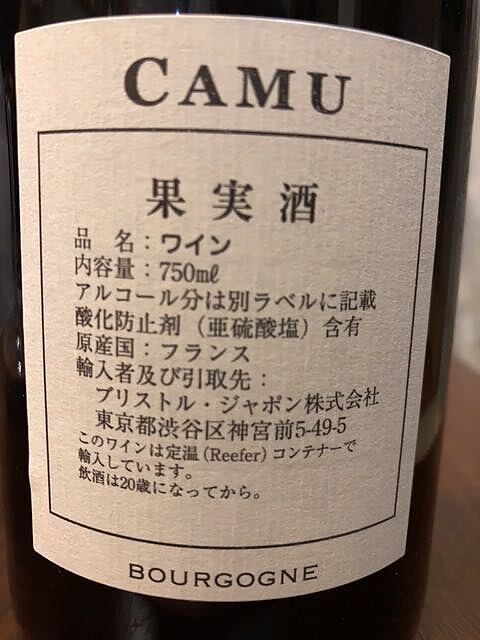 CAMU
果実酒
品　名：ワイン
内容量：750mℓ
アルコール分は別ラベルに記載
酸化防止剤（亜硫酸塩）含有
原産国：フランス
輸入者及び引取先：
ブリストル・ジャポン株式会社
東京都渋谷区神宮前5-49-5
このワインは定温(Reefer)コンテナーで
輸入しています。
飲酒は20歳になってから。
BOURGOGNE